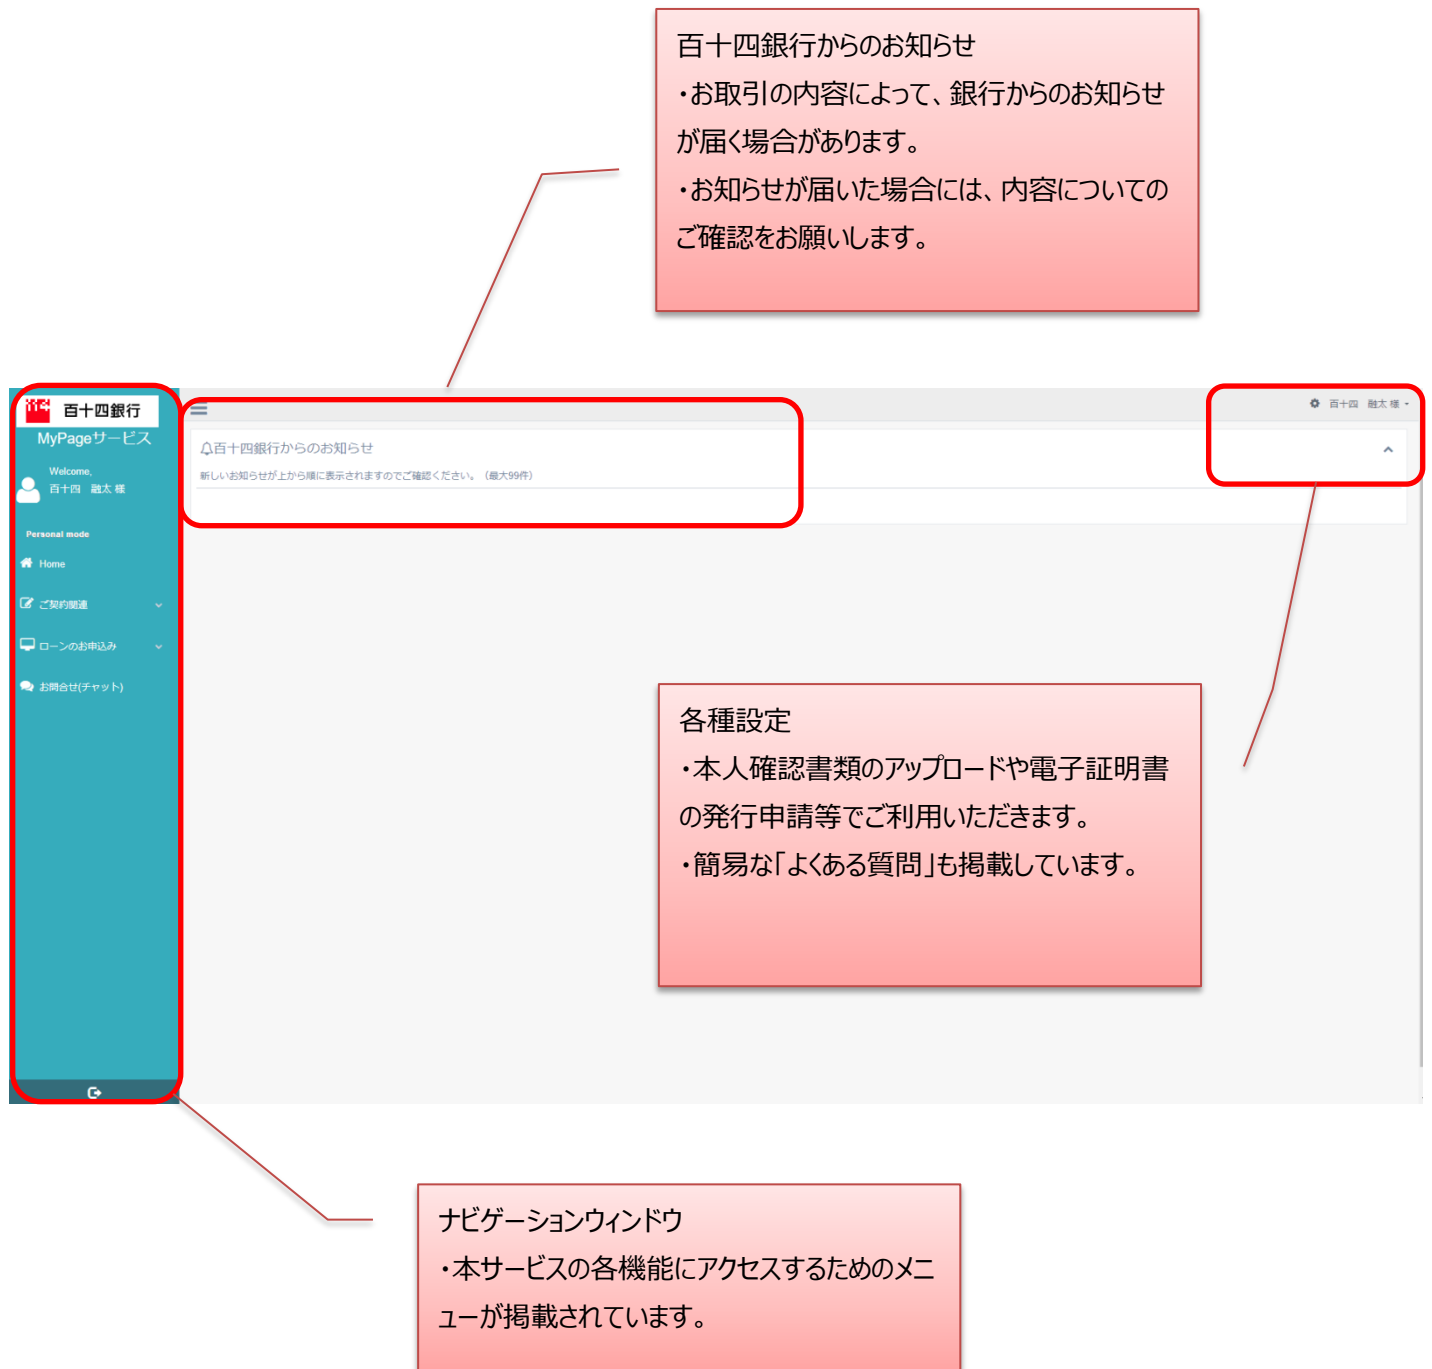 百十四銀行からのお知らせ
・お取引の内容によって、銀行からのお知らせ
が届く場合があります。
・お知らせが届いた場合には、内容についての
ご確認をお願いします。
百十四銀行
MyPageサービス
Welcome,
百十四　融太 様
Personal mode
Home
ご契約関連
ローンのお申込み
お問合せ(チャット)
百十四　融太 様
百十四銀行からのお知らせ
新しいお知らせが上から順に表示されますのでご確認ください。（最大99件）
各種設定
・本人確認書類のアップロードや電子証明書
の発行申請等でご利用いただきます。
・簡易な「よくある質問」も掲載しています。
ナビゲーションウィンドウ
・本サービスの各機能にアクセスするためのメニ
ューが掲載されています。